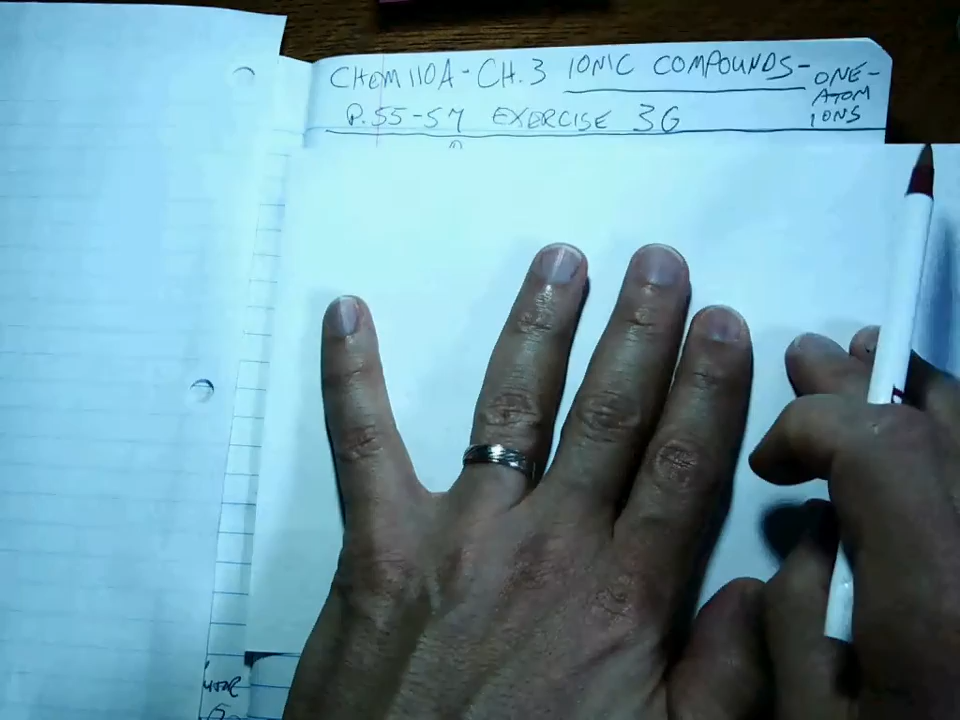 CHEM 110A - CH. 3 IONIC COMPOUNDS - ONE-
ATOM
IONS
P. 55-57 EXERCISE 3G